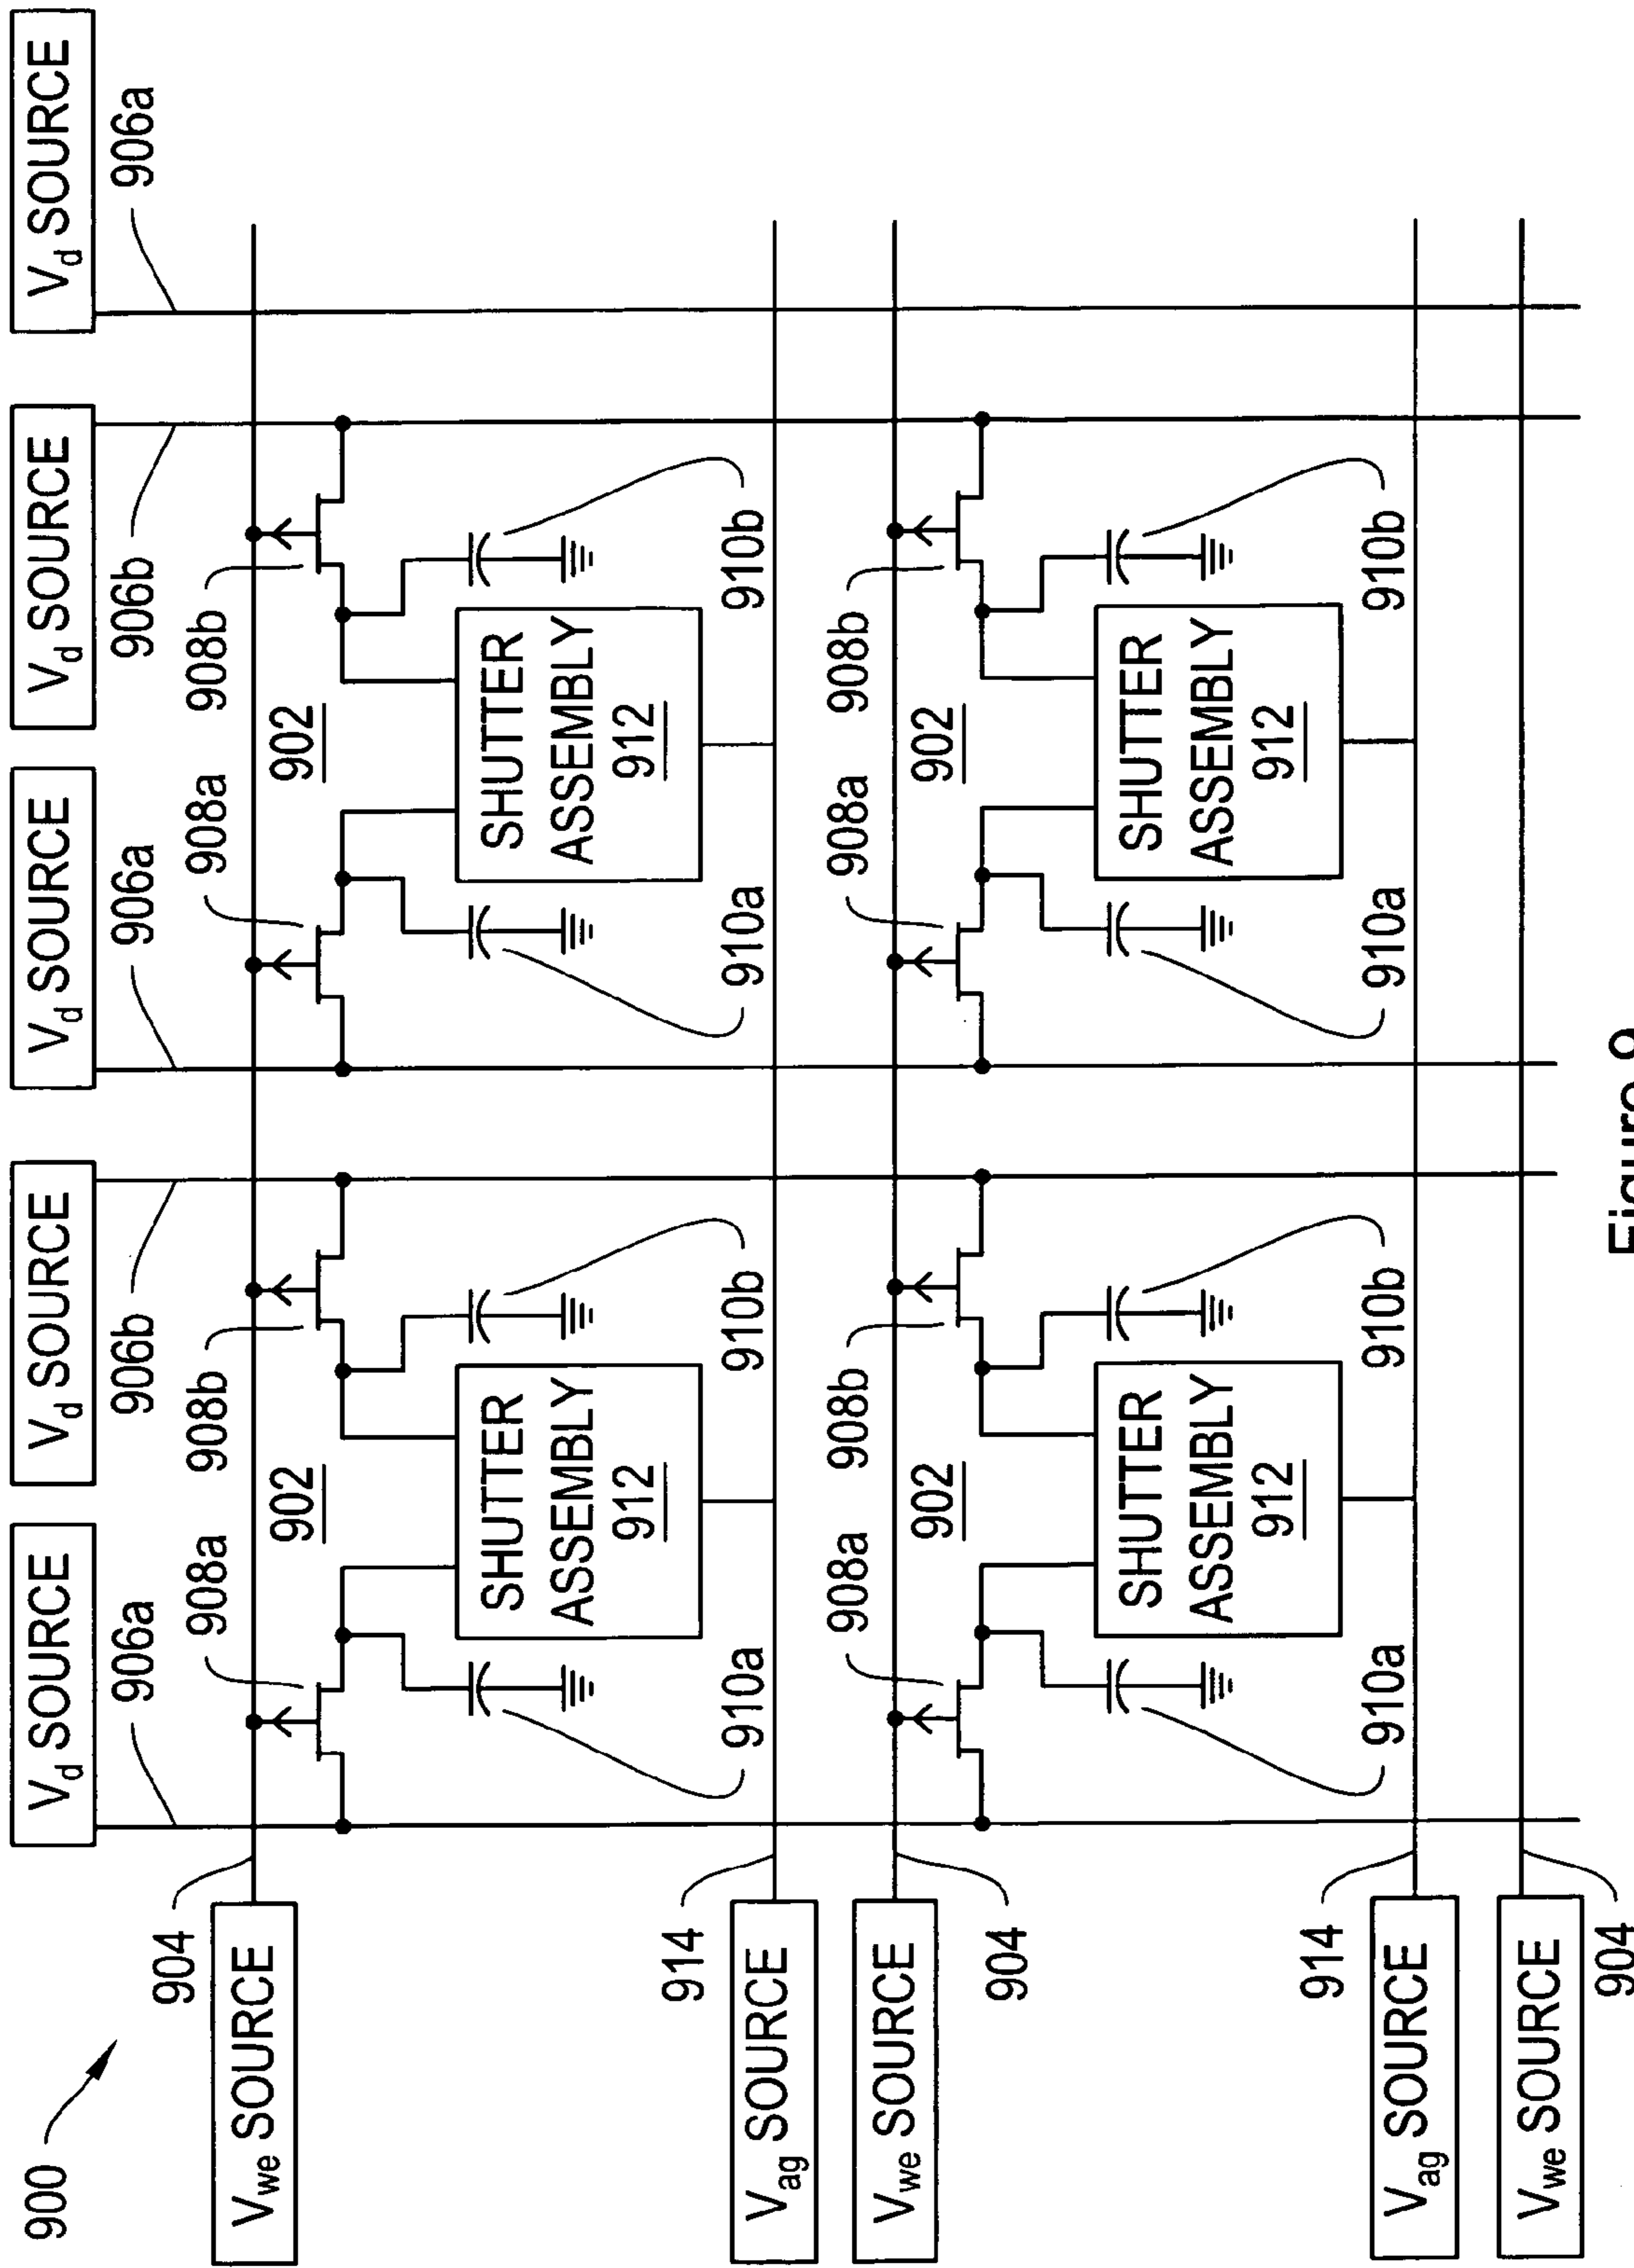 900
Vd SOURCE
Vd SOURCE
Vd SOURCE
Vd SOURCE
Vd SOURCE
906a
906b
906a
906b
906a
904
908a
908b
908a
908b
Vwe SOURCE
902
902
SHUTTER
ASSEMBLY
912
SHUTTER
ASSEMBLY
912
910a
910b
910a
910b
914
Vag SOURCE
Vwe SOURCE
904
908a
908b
908a
908b
902
902
SHUTTER
ASSEMBLY
912
SHUTTER
ASSEMBLY
912
910a
910b
910a
910b
914
Vag SOURCE
Vwe SOURCE
904
Figure 9